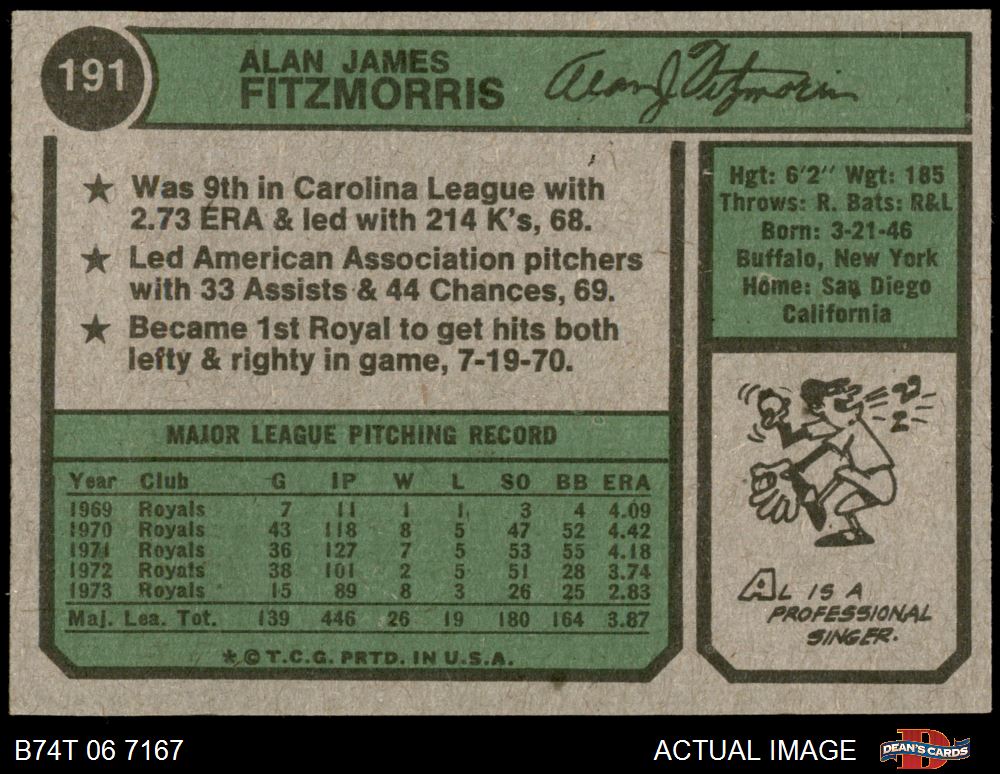 191
ALAN JAMES
FITZMORRIS
Alan J. Fitzmorris
★ Was 9th in Carolina League with
2.73 ERA & led with 214 K's, 68.
★ Led American Association pitchers
with 33 Assists & 44 Chances, 69.
★ Became 1st Royal to get hits both
lefty & righty in game, 7-19-70.
Hgt: 6'2" Wgt: 185
Throws: R. Bats: R&L
Born: 3-21-46
Buffalo, New York
Home: San Diego
California
MAJOR LEAGUE PITCHING RECORD
Year Club G IP W L SO BB ERA
1969 Royals 7 11 1 1 3 4 4.09
1970 Royals 43 118 8 5 47 52 4.42
1971 Royals 36 127 7 5 53 55 4.18
1972 Royals 38 101 2 5 51 28 3.74
1973 Royals 15 89 8 3 26 25 2.83
Maj. Lea. Tot. 139 446 26 19 180 164 3.87
* © T.C.G. PRTD. IN U.S.A.
AL IS A
PROFESSIONAL
SINGER.
B74T 06 7167
ACTUAL IMAGE
DEAN'S CARDS